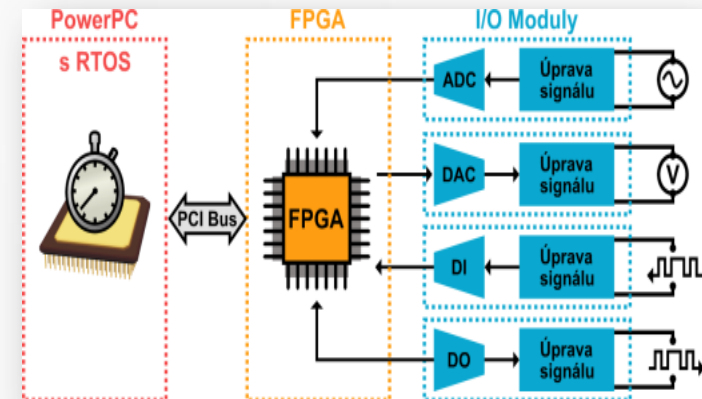 PowerPC
s RTOS
PCI Bus
FPGA
FPGA
I/O Moduly
ADC
Úprava
signálu
DAC
Úprava
signálu
V
DI
Úprava
signálu
DO
Úprava
signálu